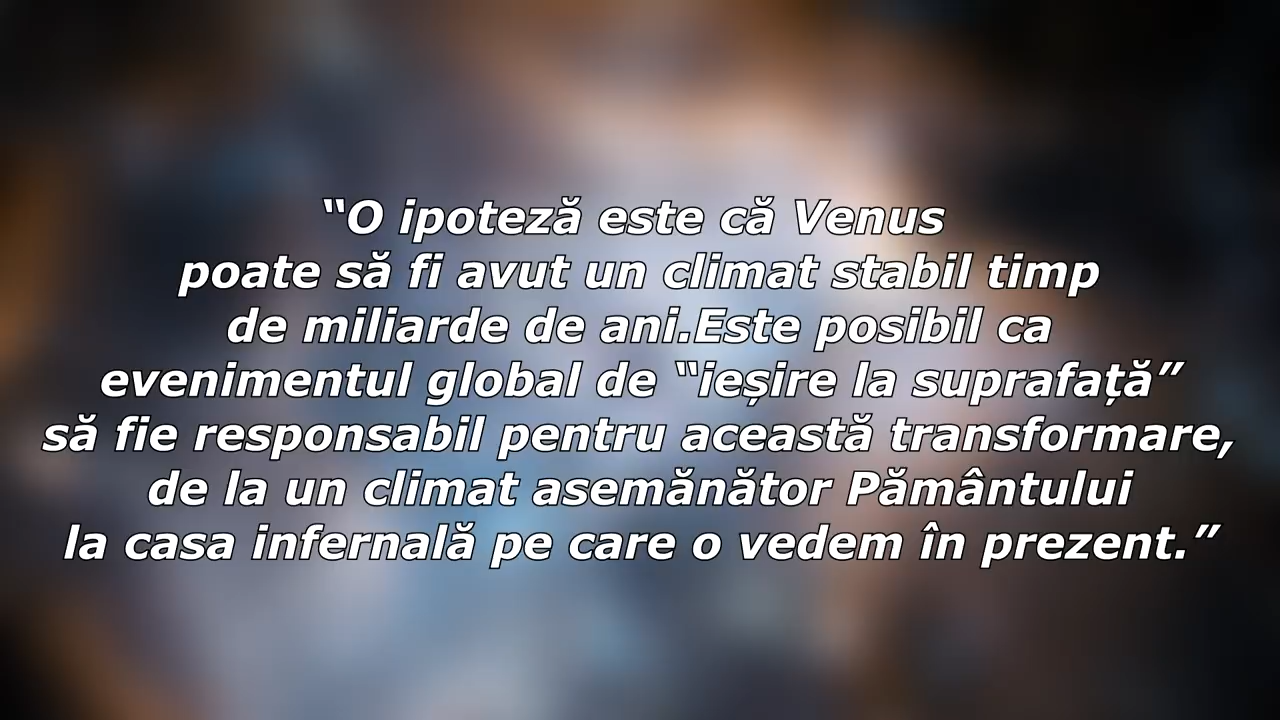 “O ipoteză este că Venus
poate să fi avut un climat stabil timp
de miliarde de ani.Este posibil ca
evenimentul global de “ieșire la suprafață”
să fie responsabil pentru această transformare,
de la un climat asemănător Pământului
la casa infernală pe care o vedem în prezent.”